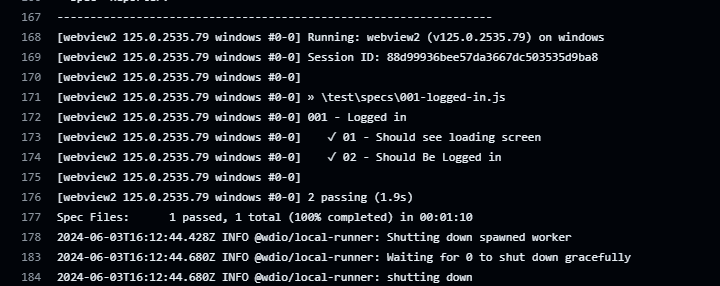 167 ----------------------------------------------------------------
168 [webview2 125.0.2535.79 windows #0-0] Running: webview2 (v125.0.2535.79) on windows
169 [webview2 125.0.2535.79 windows #0-0] Session ID: 88d99936bee57da3667dc503535d9ba8
170 [webview2 125.0.2535.79 windows #0-0]
171 [webview2 125.0.2535.79 windows #0-0] » \test\specs\001-logged-in.js
172 [webview2 125.0.2535.79 windows #0-0] 001 - Logged in
173 [webview2 125.0.2535.79 windows #0-0]    ✓ 01 - Should see loading screen
174 [webview2 125.0.2535.79 windows #0-0]    ✓ 02 - Should Be Logged in
175 [webview2 125.0.2535.79 windows #0-0]
176 [webview2 125.0.2535.79 windows #0-0] 2 passing (1.9s)
177 Spec Files:      1 passed, 1 total (100% completed) in 00:01:10
178 2024-06-03T16:12:44.428Z INFO @wdio/local-runner: Shutting down spawned worker
183 2024-06-03T16:12:44.680Z INFO @wdio/local-runner: Waiting for 0 to shut down gracefully
184 2024-06-03T16:12:44.680Z INFO @wdio/local-runner: shutting down